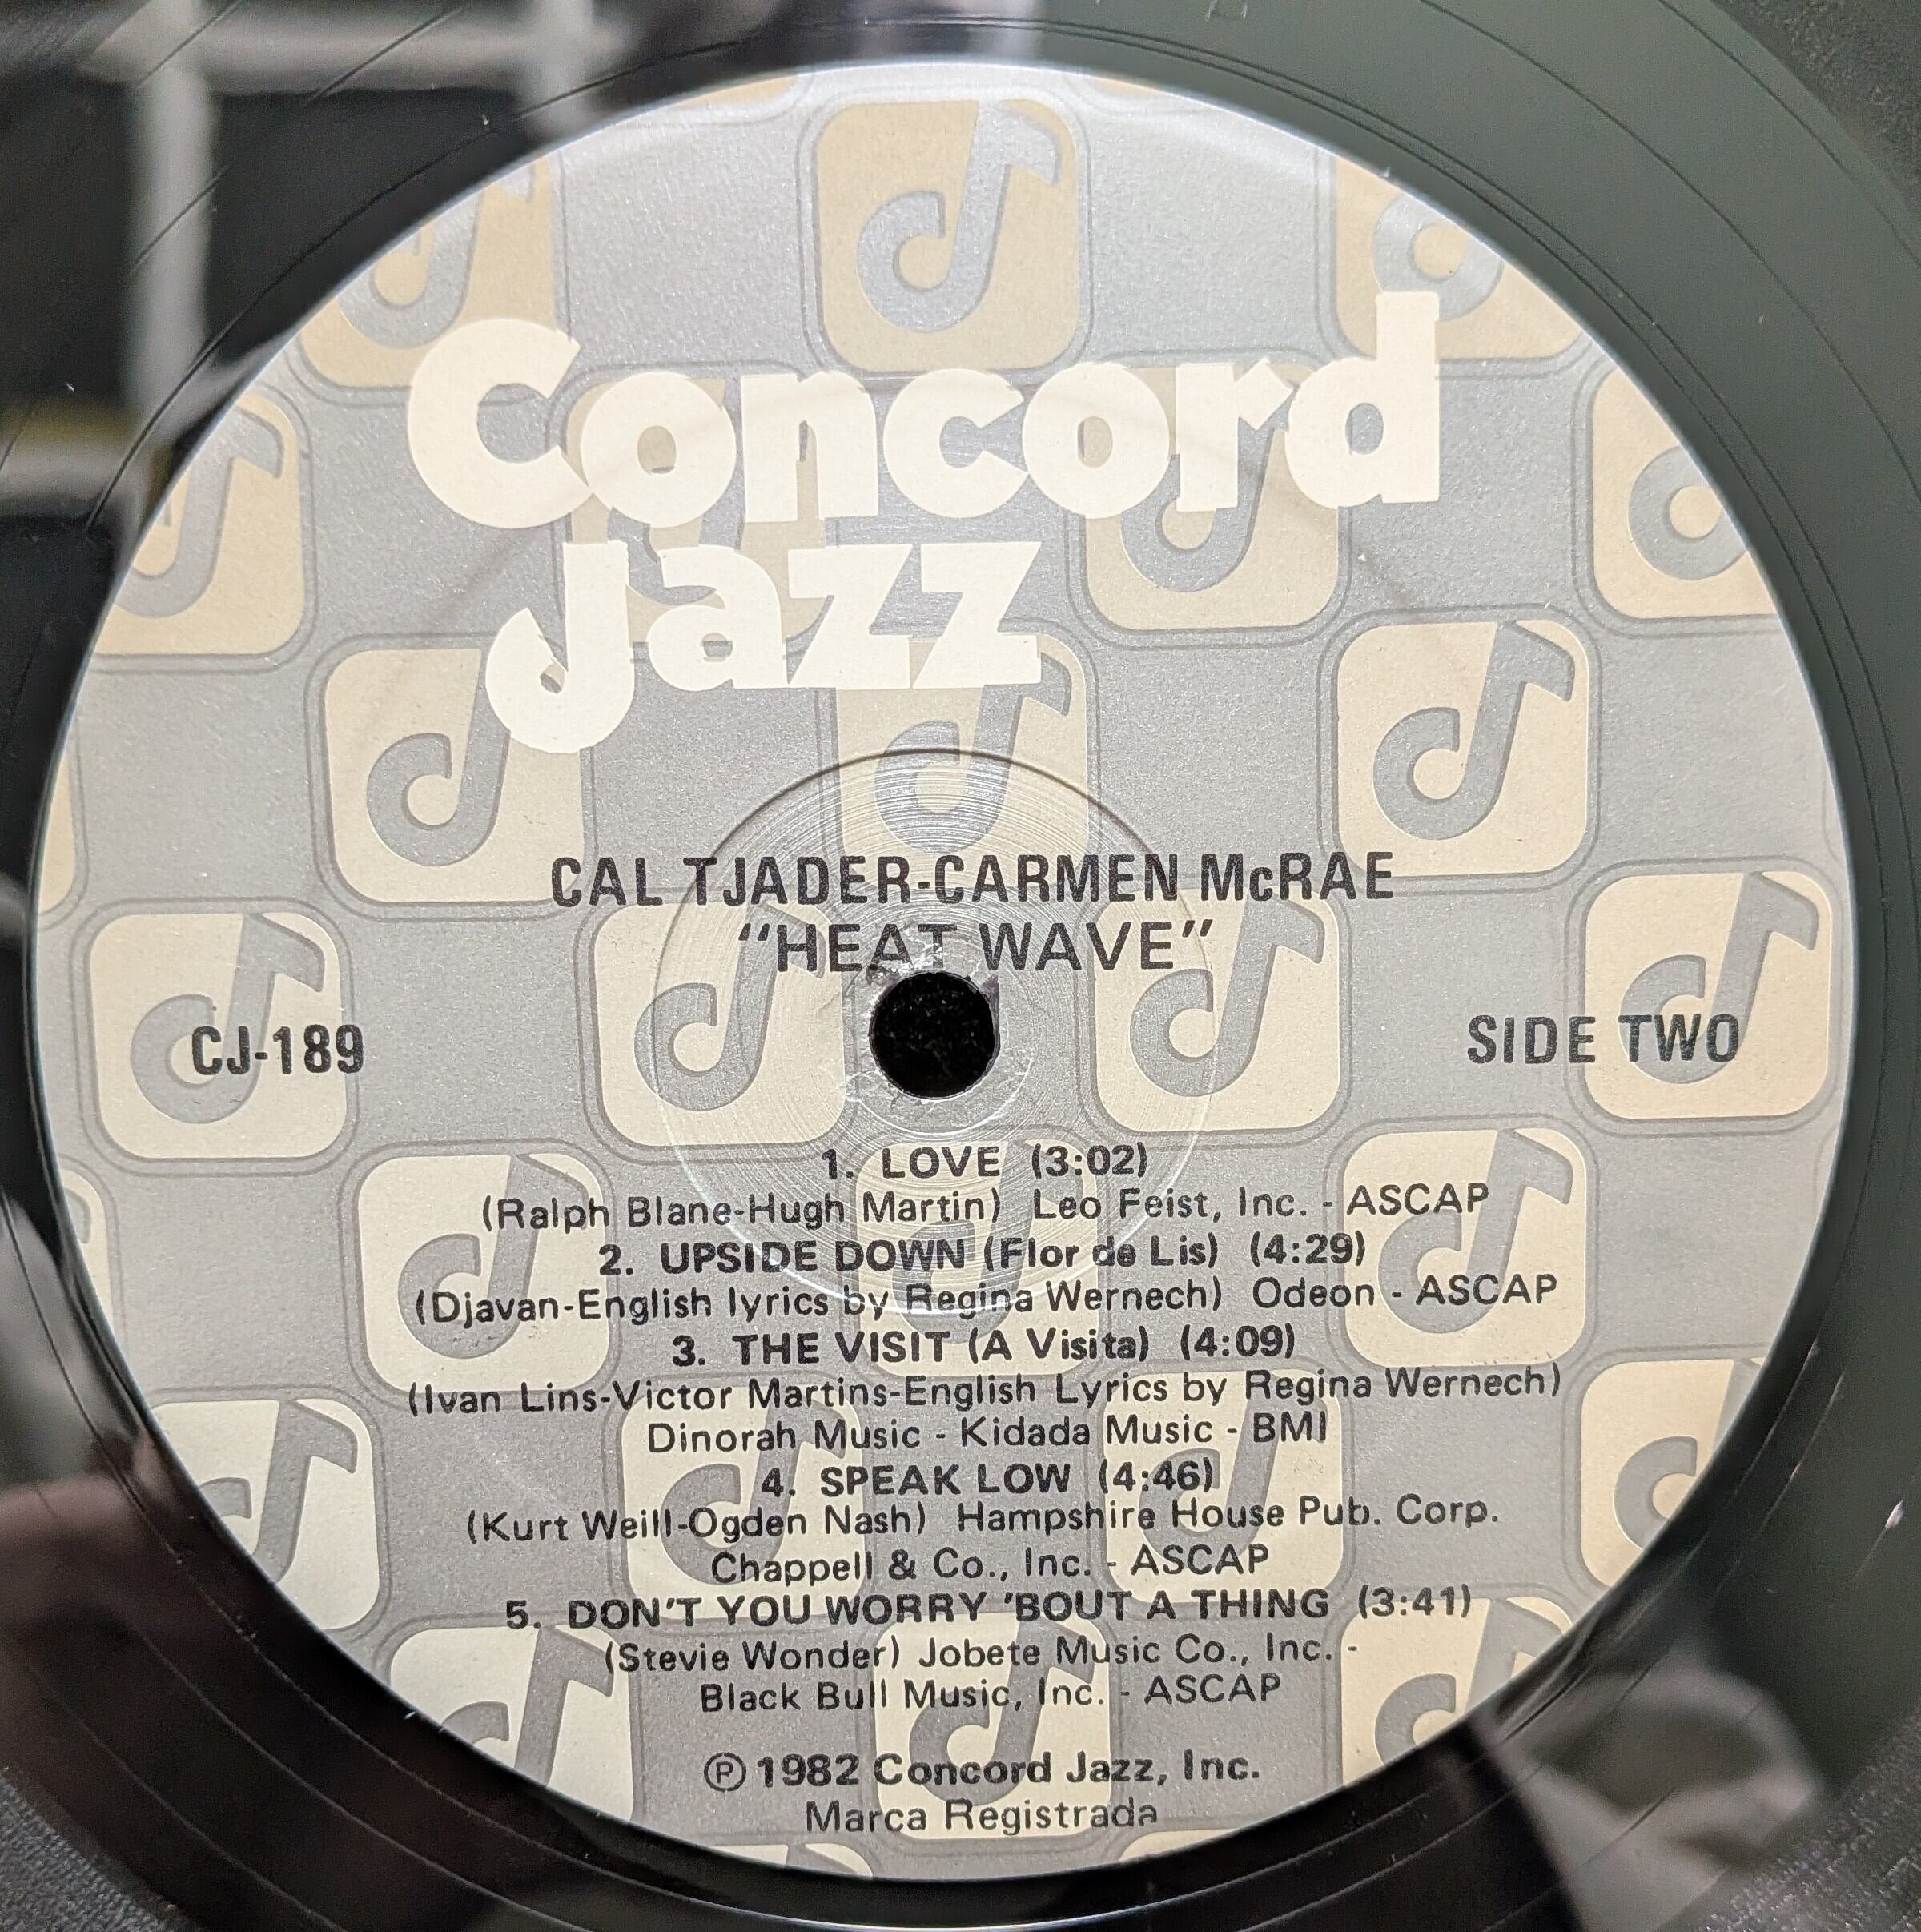 Concord
Jazz
CAL TJADER-CARMEN McRAE
"HEAT WAVE"
CJ-189
SIDE TWO
1. LOVE (3:02)
(Ralph Blane-Hugh Martin) Leo Feist, Inc. - ASCAP
2. UPSIDE DOWN (Flor de Lis) (4:29)
(Djavan-English lyrics by Regina Wernech) Odeon - ASCAP
3. THE VISIT (A Visita) (4:09)
(Ivan Lins-Victor Martins-English Lyrics by Regina Wernech)
Dinorah Music - Kidada Music - BMI
4. SPEAK LOW (4:46)
(Kurt Weill-Ogden Nash) Hampshire House Pub. Corp.
Chappell & Co., Inc. - ASCAP
5. DON'T YOU WORRY 'BOUT A THING (3:41)
(Stevie Wonder) Jobete Music Co., Inc. -
Black Bull Music, Inc. - ASCAP
Ⓟ 1982 Concord Jazz, Inc.
Marca Registrada